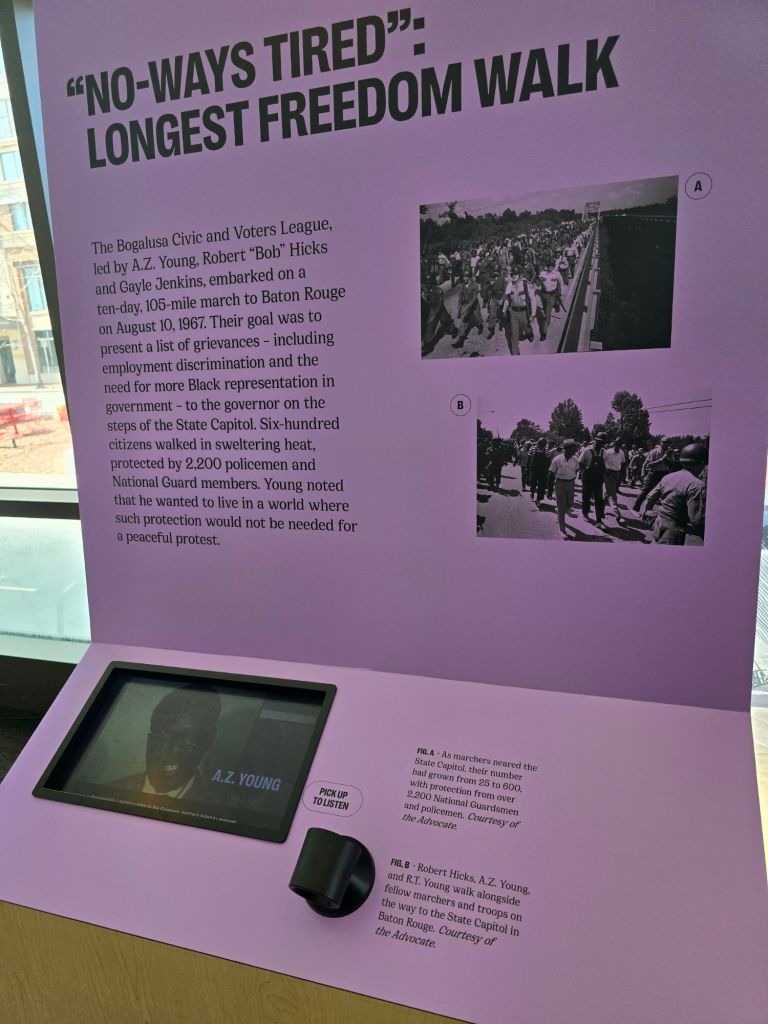 “NO-WAYS TIRED”:
LONGEST FREEDOM WALK
A
The Bogalusa Civic and Voters League,
led by A.Z. Young, Robert “Bob” Hicks
and Gayle Jenkins, embarked on a
ten-day, 105-mile march to Baton Rouge
on August 10, 1967. Their goal was to
present a list of grievances – including
employment discrimination and the
need for more Black representation in
government – to the governor on the
steps of the State Capitol. Six-hundred
citizens walked in sweltering heat,
protected by 2,200 policemen and
National Guard members. Young noted
that he wanted to live in a world where
such protection would not be needed for
a peaceful protest.
B
A.Z. YOUNG
PICK UP
TO LISTEN
FIG. A · As marchers neared the
State Capitol, their number
had grown from 25 to 600,
with protection from over
2,200 National Guardsmen
and policemen. Courtesy of
the Advocate.
FIG. B · Robert Hicks, A.Z. Young,
and R.T. Young walk alongside
fellow marchers and troops on
the way to the State Capitol in
Baton Rouge. Courtesy of
the Advocate.